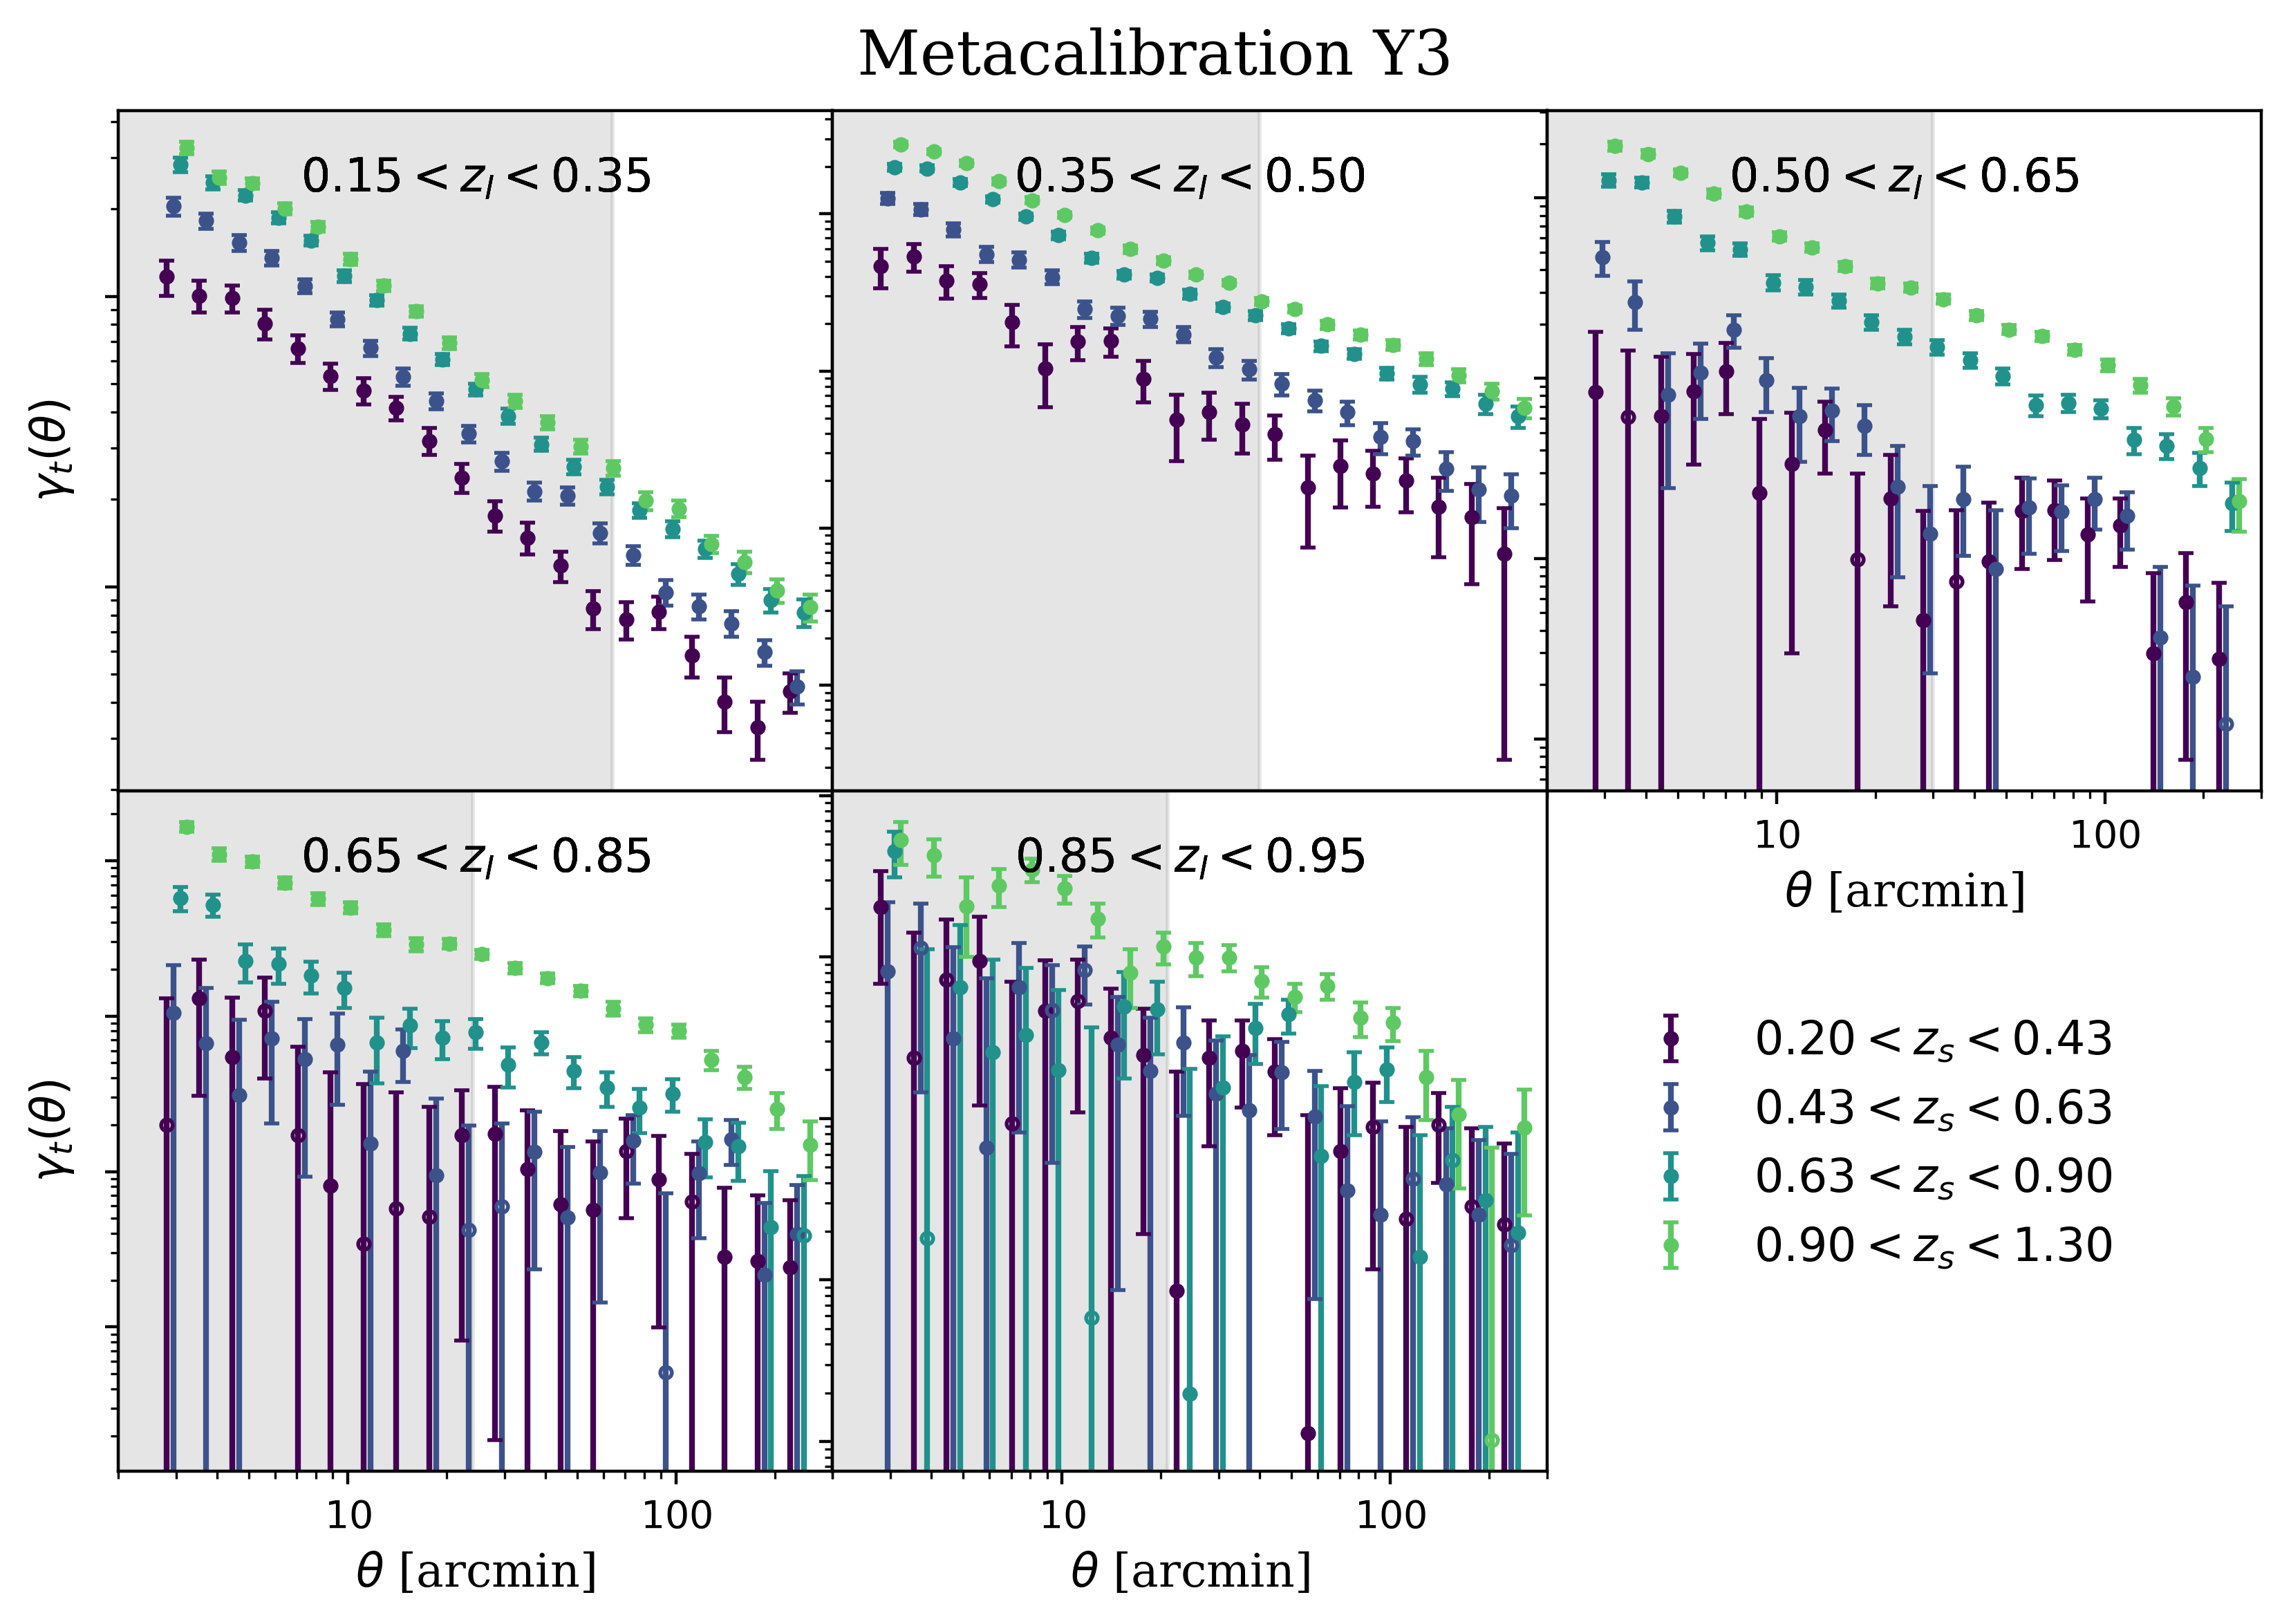 Metacalibration Y3
0.15 < z_l < 0.35
0.35 < z_l < 0.50
0.50 < z_l < 0.65
γ_t(θ)
10 100
θ [arcmin]
0.65 < z_l < 0.85
0.85 < z_l < 0.95
γ_t(θ)
0.20 < z_s < 0.43
0.43 < z_s < 0.63
0.63 < z_s < 0.90
0.90 < z_s < 1.30
10 100
10 100
θ [arcmin]
θ [arcmin]